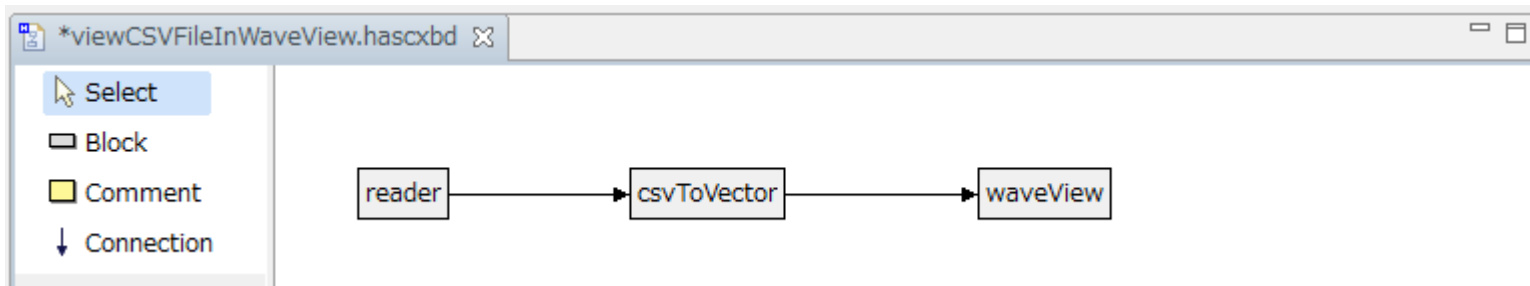 *viewCSVFileInWaveView.hascxbd
Select
Block
Comment
Connection
reader csvToVector waveView